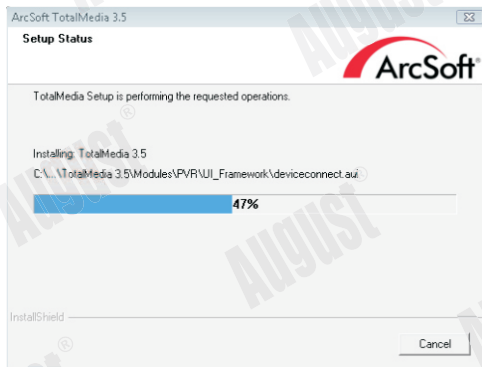 ArcSoft TotalMedia 3.5
Setup Status
ArcSoft
TotalMedia Setup is performing the requested operations.
Installing: TotalMedia 3.5
C:\...\TotalMedia 3.5\Modules\PVR\UI_Framework\deviceconnect.aui
47%
InstallShield
Cancel
August®
August
August
August®